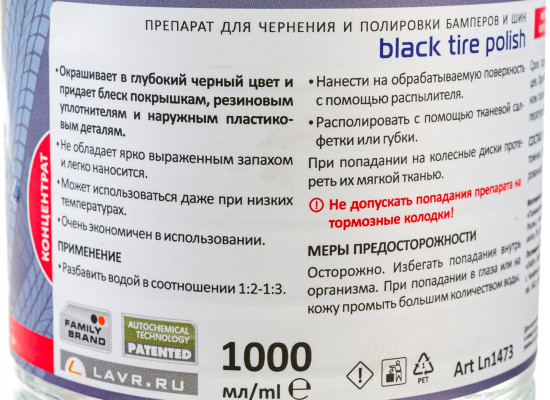 ПРЕПАРАТ ДЛЯ ЧЕРНЕНИЯ И ПОЛИРОВКИ БАМПЕРОВ И ШИН
black tire polish
•Окрашивает в глубокий черный цвет и
придает блеск покрышкам, резиновым
уплотнителям и наружным пластико-
вым деталям.
•Не обладает ярко выраженным запахом
и легко наносится.
•Может использоваться даже при низких
температурах.
•Очень экономичен в использовании.
ПРИМЕНЕНИЕ
•Разбавить водой в соотношении 1:2-1:3.
•Нанести на обрабатываемую поверхность
с помощью распылителя.
•Располировать с помощью тканевой сал-
фетки или губки.
При попадании на колесные диски проте-
реть их мягкой тканью.
Не допускать попадания препарата на
тормозные колодки!
МЕРЫ ПРЕДОСТОРОЖНОСТИ
Осторожно. Избегать попадания внутрь
организма. При попадании в глаза или на
кожу промыть большим количеством воды.
КОНЦЕНТРАТ
FAMILY
BRAND
AUTOCHEMICAL
TECHNOLOGY
PATENTED
LAVR.RU
1000
мл/ml e
1
PET
Art Ln1473